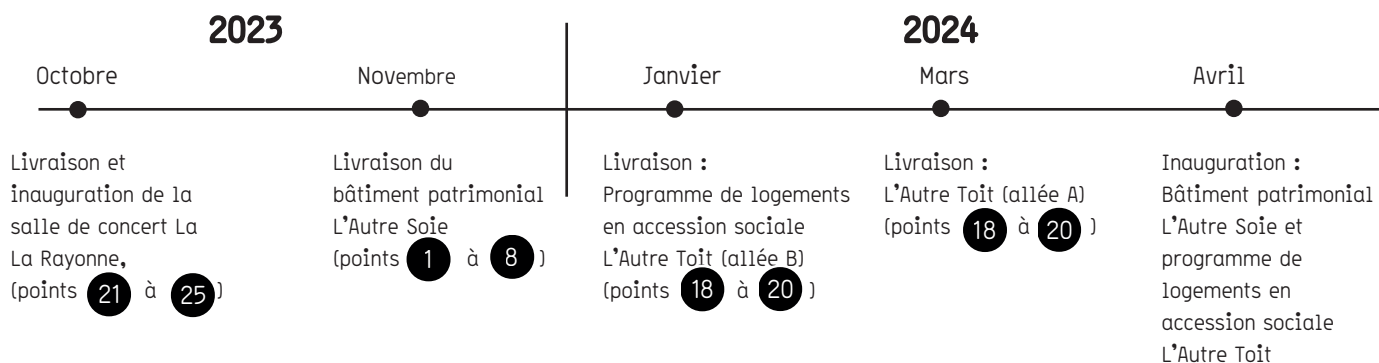 2023
2024
Octobre
Novembre
Janvier
Mars
Avril
Livraison et
inauguration de la
salle de concert La
La Rayonne,
(points 21 à 25)
Livraison du
bâtiment patrimonial
L'Autre Soie
(points 1 à 8)
Livraison :
Programme de logements
en accession sociale
L'Autre Toit (allée B)
(points 18 à 20)
Livraison :
L'Autre Toit (allée A)
(points 18 à 20)
Inauguration :
Bâtiment patrimonial
L'Autre Soie et
programme de
logements en
accession sociale
L'Autre Toit